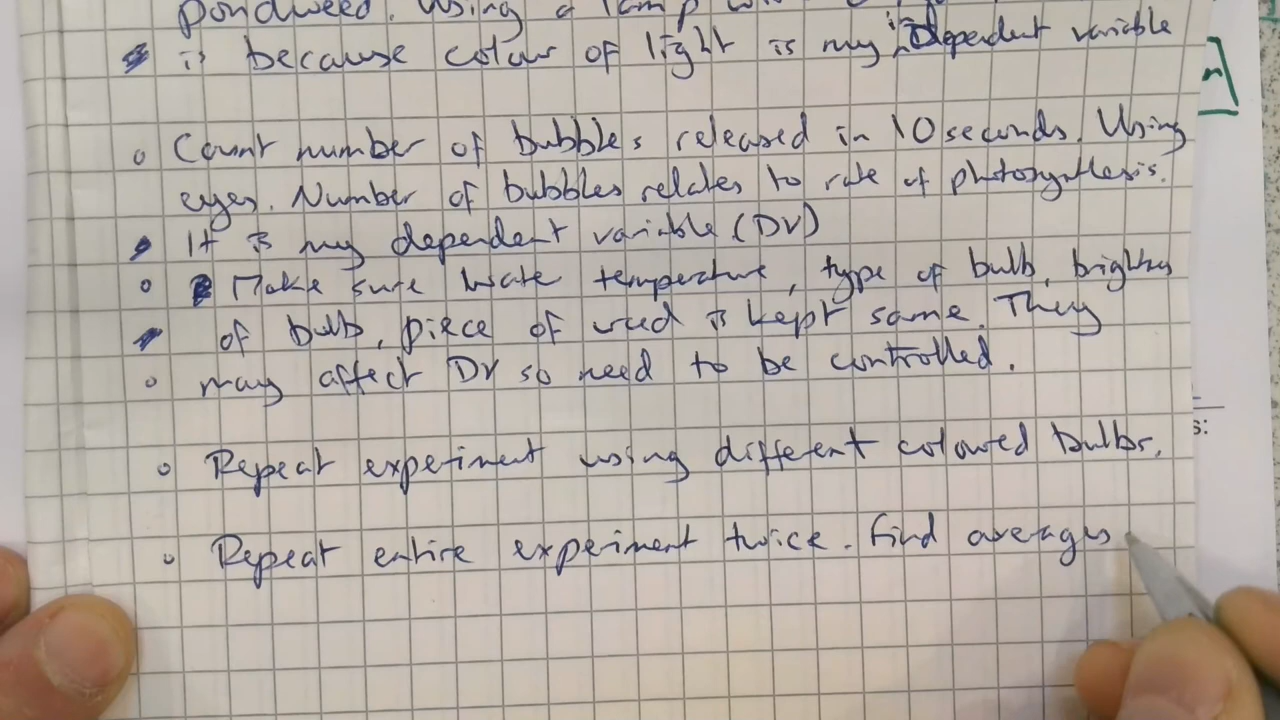 pondweed. Using a lamp
is because colour of light is my independent variable
Count number of bubbles released in 10 seconds. Using
eyes. Number of bubbles relates to rate of photosynthesis.
It is my dependent variable (DV)
Make sure temperature, type of bulb,
of bulb, piece of weed is kept same. They
may affect DV so need to be controlled.
Repeat experiment using different coloured bulbs.
Repeat entire experiment twice. find averages
s: